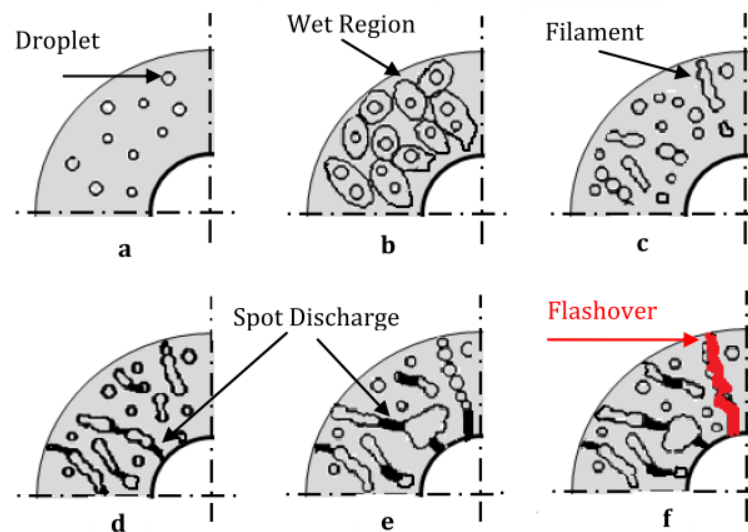 Droplet
Wet Region
Filament
a
b
c
Spot Discharge
Flashover
d
e
f